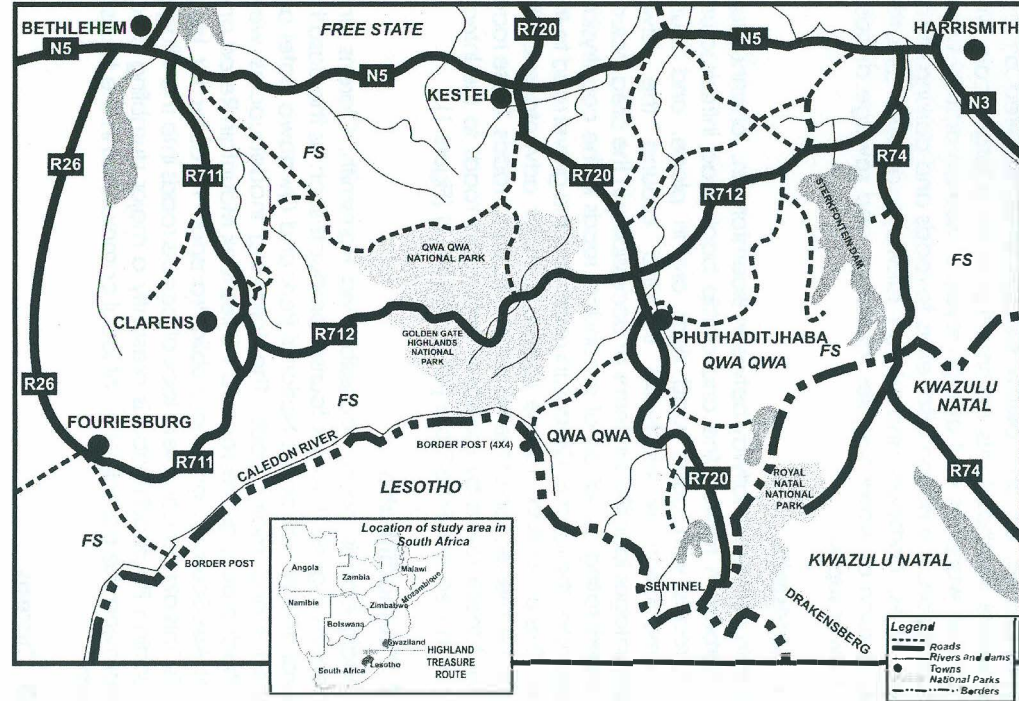 BETHLEHEM
FREE STATE
R720
HARRISMITH
N5
N5
N5
KESTEL
N3
FS
R26
R711
R720
R74
R712
STERKFONTEIN DAM
QWA QWA
NATIONAL PARK
FS
CLARENS
R712
GOLDEN GATE
HIGHLANDS
NATIONAL
PARK
PHUTHADITJHABA
QWA QWA
FS
R26
FS
KWAZULU
NATAL
FOURIESBURG
R711
CALEDON RIVER
BORDER POST (4X4)
QWA QWA
R720
ROYAL
NATAL
NATIONAL
PARK
R74
LESOTHO
FS
BORDER POST
SENTINEL
KWAZULU NATAL
DRAKENSBERG
Location of study area in
South Africa
Angola
Zambia
Malawi
Mozambique
Namibie
Zimbabwe
Botswana
Swaziland
South Africa
Lesotho
HIGHLAND
TREASURE
ROUTE
Legend
Roads
Rivers and dams
Towns
National Parks
Borders